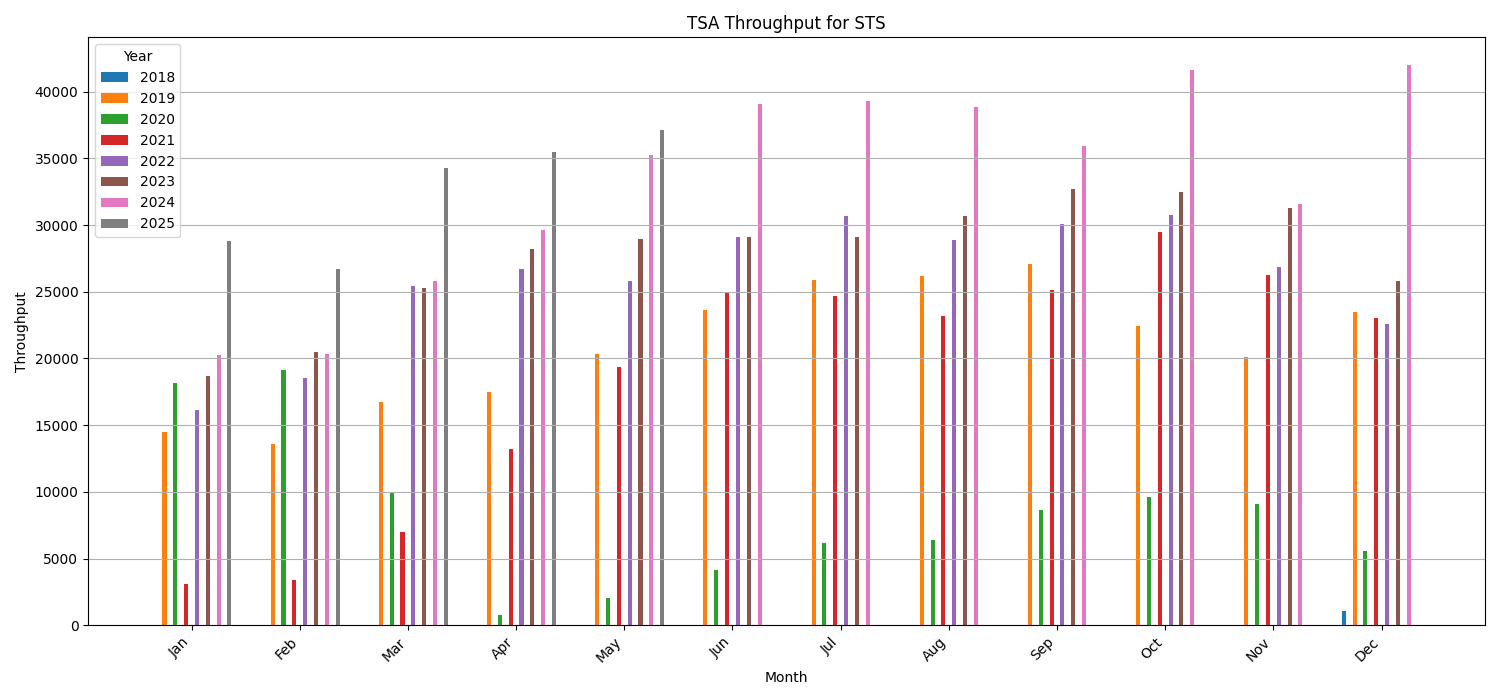 TSA Throughput for STS
Year
2018
2019
2020
2021
2022
2023
2024
2025
Throughput
40000
35000
30000
25000
20000
15000
10000
5000
0
Jan
Feb
Mar
Apr
May
Jun
Jul
Aug
Sep
Oct
Nov
Dec
Month